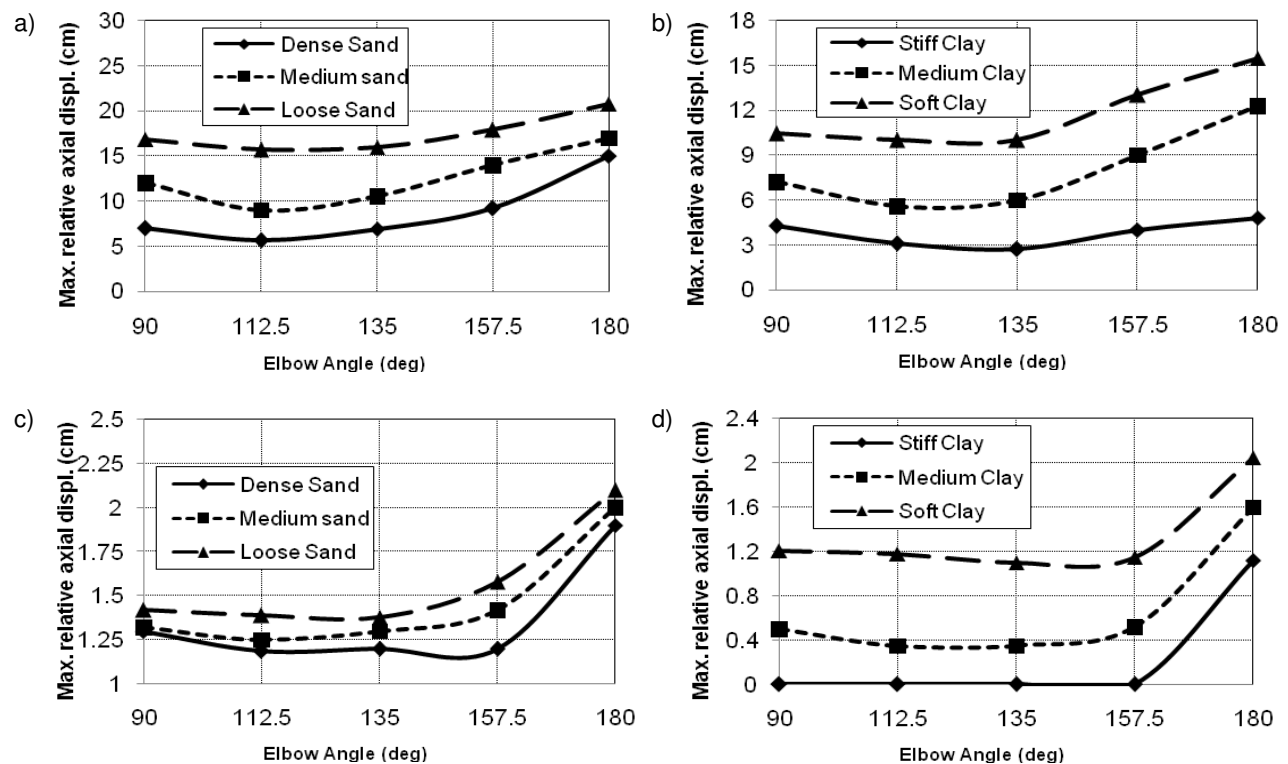 a)
Max. relative axial displ. (cm)
30
25
20
15
10
5
0
Dense Sand
Medium sand
Loose Sand
90 112.5 135 157.5 180
Elbow Angle (deg)
b)
Max. relative axial displ. (cm)
18
15
12
9
6
3
0
Stiff Clay
Medium Clay
Soft Clay
90 112.5 135 157.5 180
Elbow Angle (deg)
c)
Max. relative axial displ. (cm)
2.5
2.25
2
1.75
1.5
1.25
1
Dense Sand
Medium sand
Loose Sand
90 112.5 135 157.5 180
Elbow Angle (deg)
d)
Max. relative axial displ. (cm)
2.4
2
1.6
1.2
0.8
0.4
0
Stiff Clay
Medium Clay
Soft Clay
90 112.5 135 157.5 180
Elbow Angle (deg)